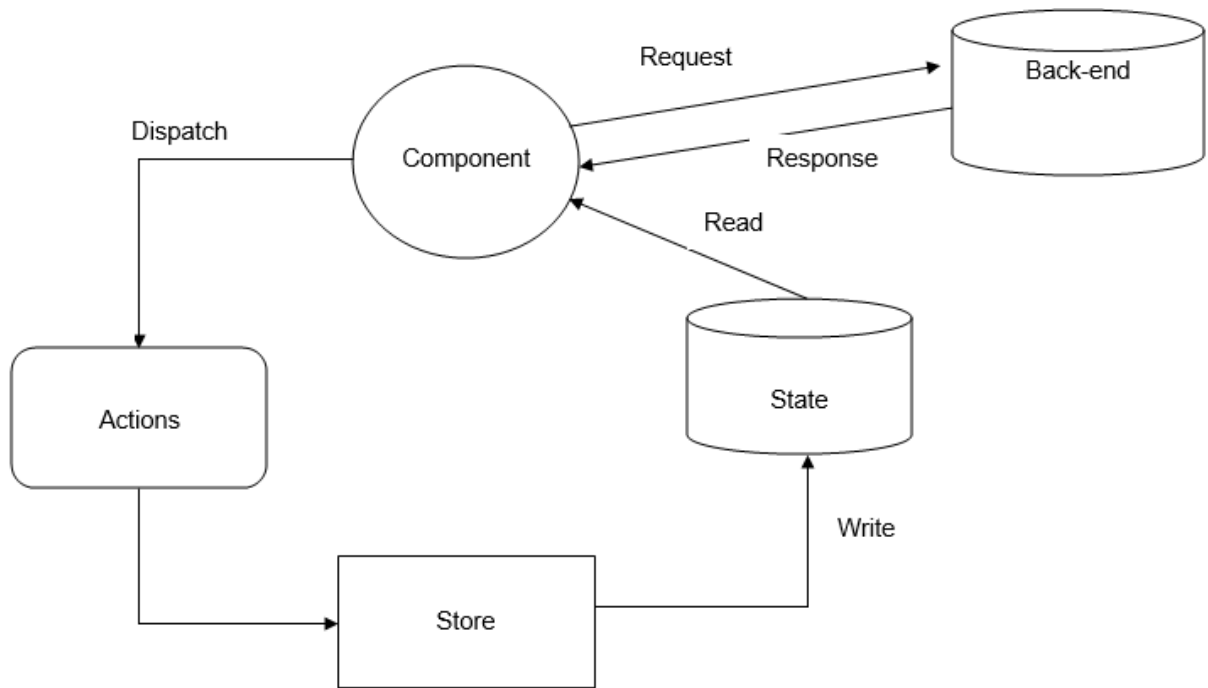 Request
Back-end
Dispatch
Component
Response
Read
Actions
State
Write
Store